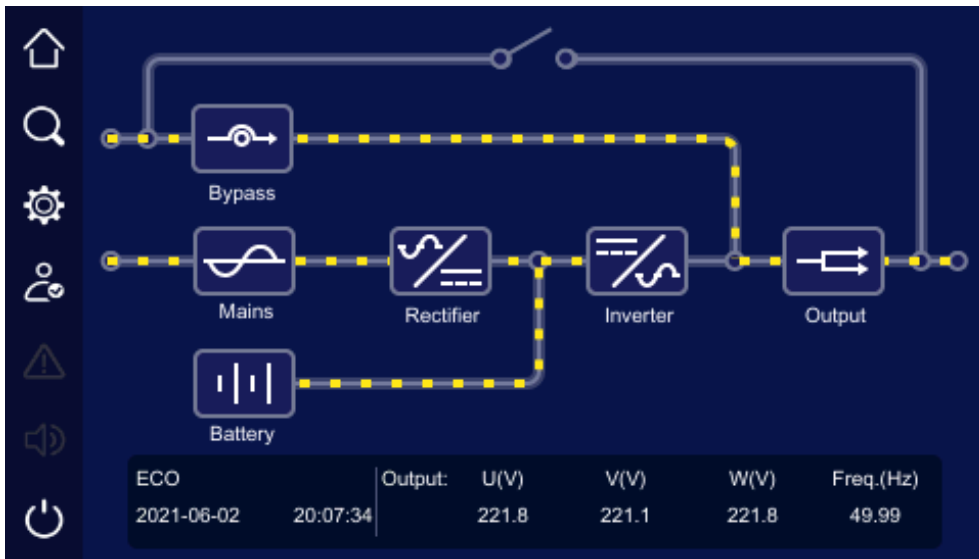 Bypass
Mains
Rectifier
Inverter
Output
Battery
ECO Output: U(V) V(V) W(V) Freq.(Hz)
2021-06-02 20:07:34 221.8 221.1 221.8 49.99